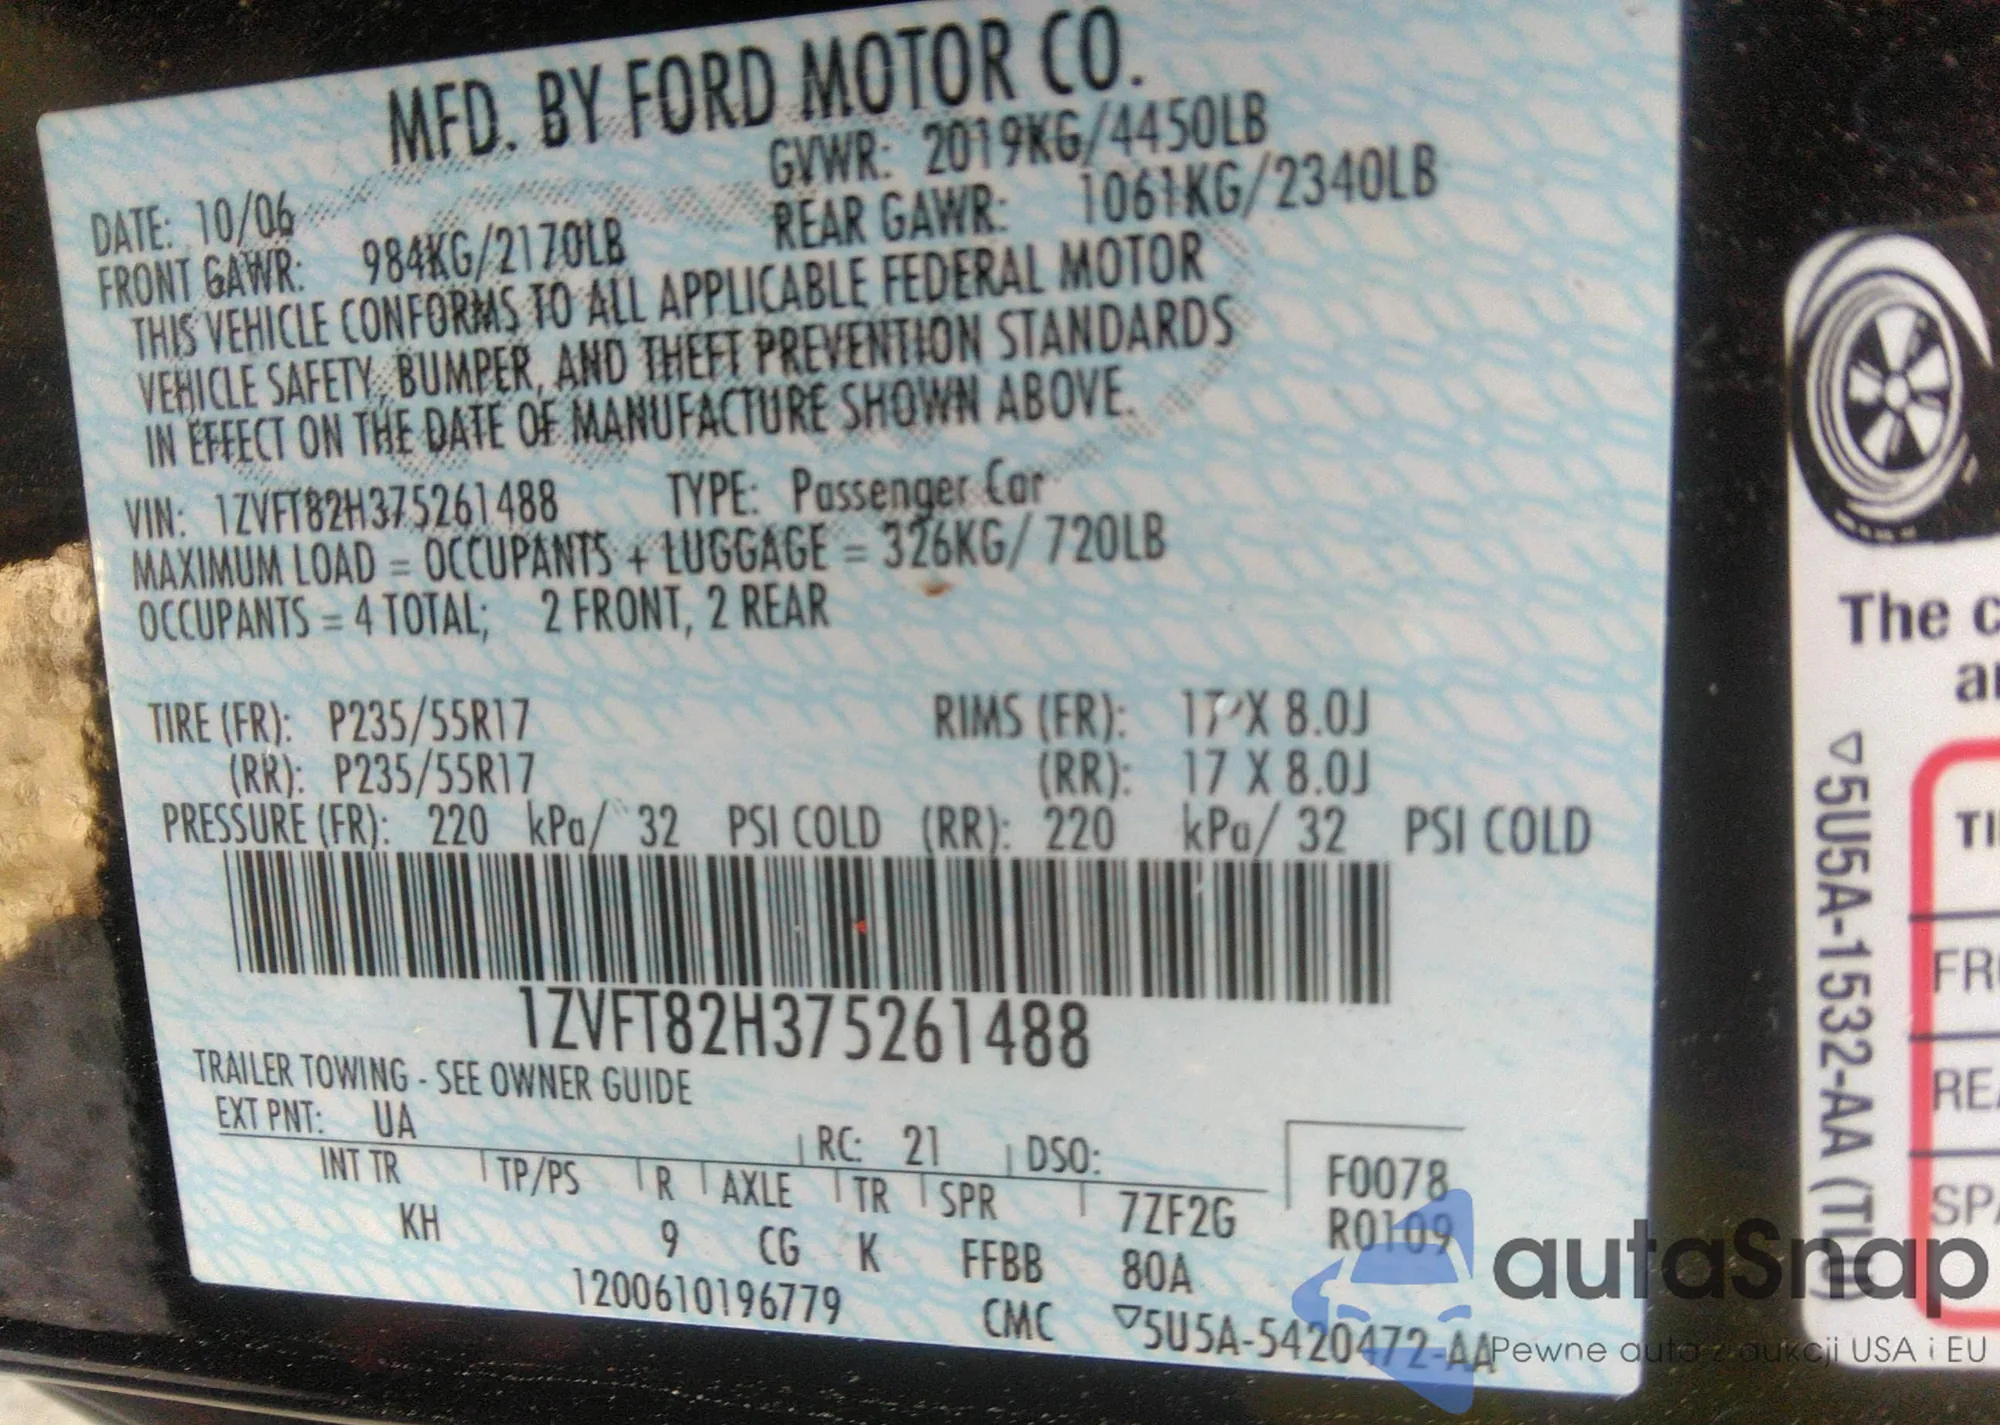 MFD. BY FORD MOTOR CO.
DATE: 10/06 GVWR: 2019KG/4450LB
FRONT GAWR: 984KG/2170LB REAR GAWR: 1061KG/2340LB
THIS VEHICLE CONFORMS TO ALL APPLICABLE FEDERAL MOTOR
VEHICLE SAFETY, BUMPER, AND THEFT PREVENTION STANDARDS
IN EFFECT ON THE DATE OF MANUFACTURE SHOWN ABOVE.
VIN: 1ZVFT82H375261488 TYPE: Passenger Car
MAXIMUM LOAD = OCCUPANTS + LUGGAGE = 326KG/ 720LB
OCCUPANTS = 4 TOTAL; 2 FRONT, 2 REAR
TIRE (FR): P235/55R17 RIMS (FR): 17 X 8.0J
(RR): P235/55R17 (RR): 17 X 8.0J
PRESSURE (FR): 220 kPa/ 32 PSI COLD (RR): 220 kPa/ 32 PSI COLD
1ZVFT82H375261488
TRAILER TOWING - SEE OWNER GUIDE
EXT PNT: UA RC: 21 DSO: F0078
INT TR TP/PS R AXLE TR SPR 7ZF2G R0109
KH 9 CG K FFBB 80A
1200610196779 CMC ▽5U5A-5420472-AA
The c
a
▽5U5A-1532-AA
TI
FR
REA
SPA
autaSnap
Pewne auta z aukcji USA i EU